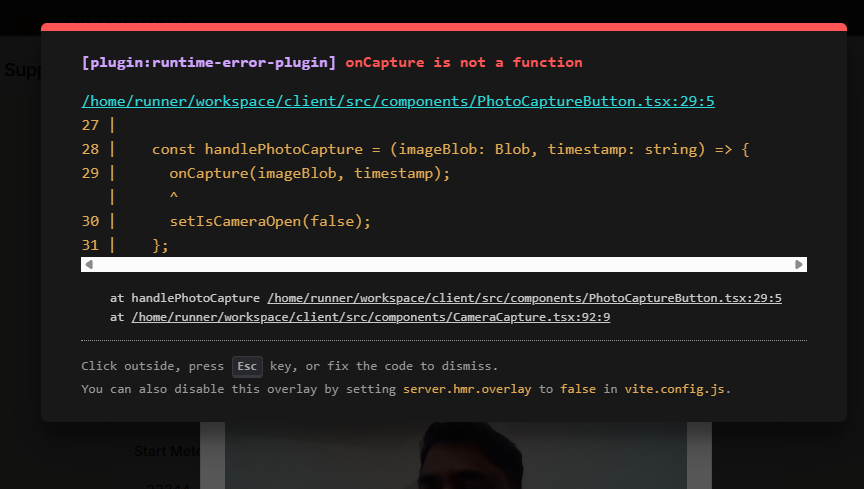 [plugin:runtime-error-plugin] onCapture is not a function
/home/runner/workspace/client/src/components/PhotoCaptureButton.tsx:29:5
27 |
28 |    const handlePhotoCapture = (imageBlob: Blob, timestamp: string) => {
29 |      onCapture(imageBlob, timestamp);
   |      ^
30 |      setIsCameraOpen(false);
31 |    };
at handlePhotoCapture /home/runner/workspace/client/src/components/PhotoCaptureButton.tsx:29:5
at /home/runner/workspace/client/src/components/CameraCapture.tsx:92:9
Click outside, press Esc key, or fix the code to dismiss.
You can also disable this overlay by setting server.hmr.overlay to false in vite.config.js.
Start